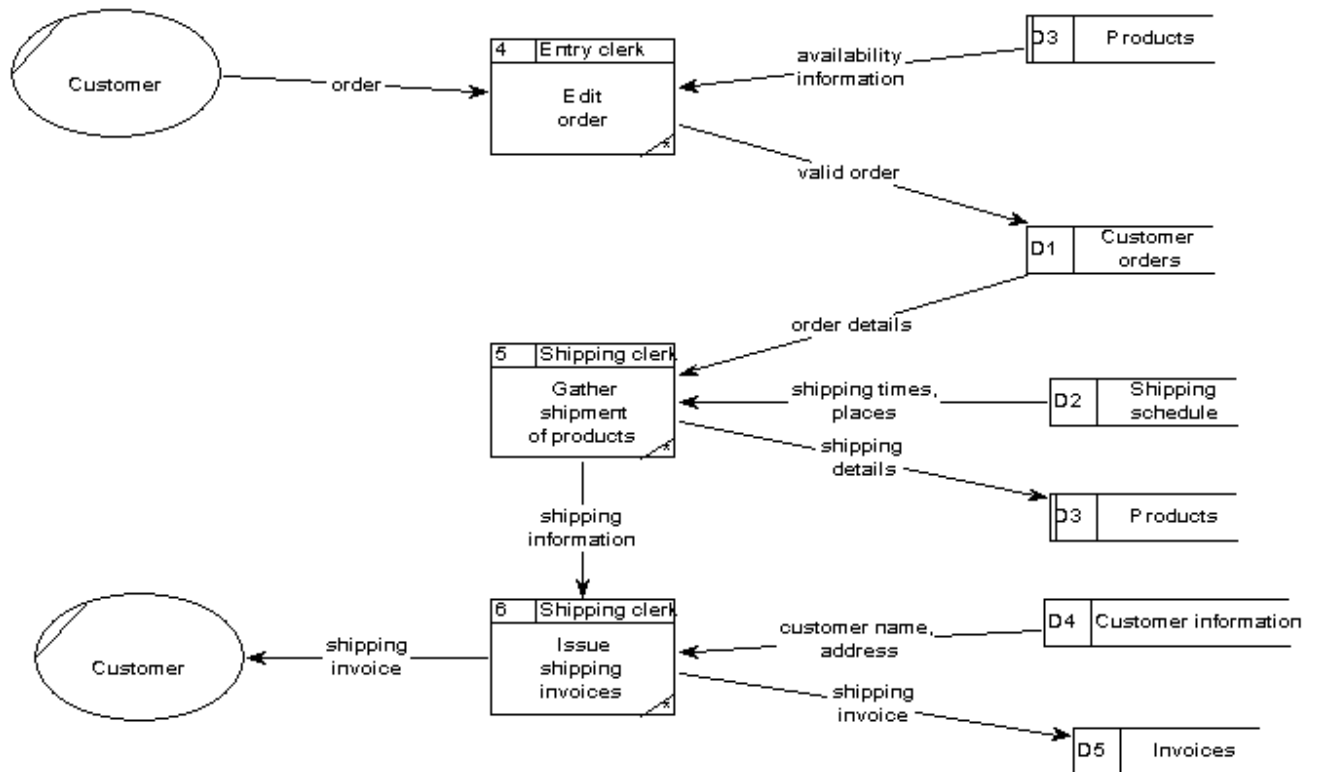 4 Entry clerk
D3 Products
availability
information
Customer
order
Edit
order
*
valid order
D1
Customer
orders
order details
5 Shipping clerk
Gather
shipment
of products
*
shipping times,
places
D2
Shipping
schedule
shipping
details
D3 Products
shipping
information
6 Shipping clerk
Issue
shipping
invoices
*
D4 Customer information
customer name,
address
shipping
invoice
Customer
shipping
invoice
D5 Invoices